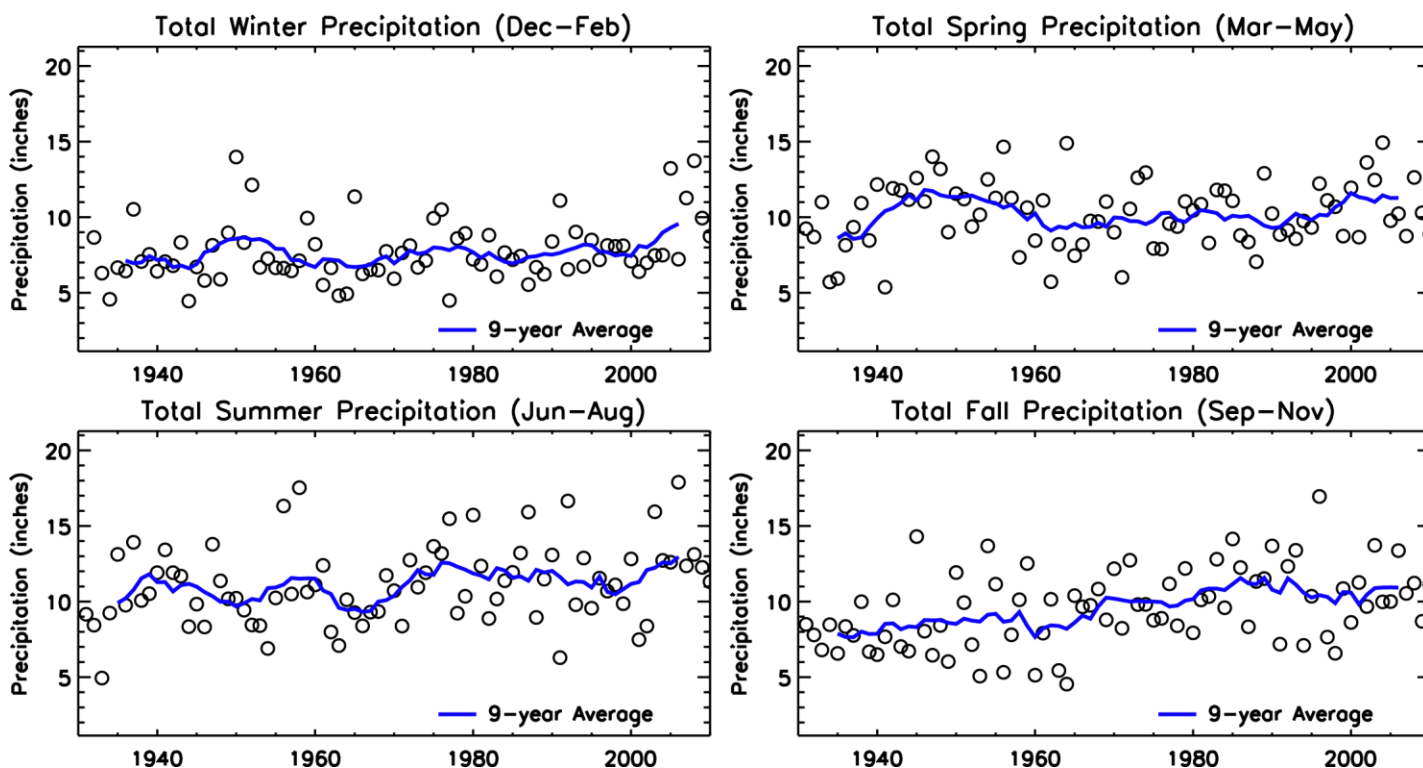 Total Winter Precipitation (Dec-Feb)
Precipitation (inches)
20
15
10
5
9-year Average
1940 1960 1980 2000
Total Spring Precipitation (Mar-May)
Precipitation (inches)
20
15
10
5
9-year Average
1940 1960 1980 2000
Total Summer Precipitation (Jun-Aug)
Precipitation (inches)
20
15
10
5
9-year Average
1940 1960 1980 2000
Total Fall Precipitation (Sep-Nov)
Precipitation (inches)
20
15
10
5
9-year Average
1940 1960 1980 2000